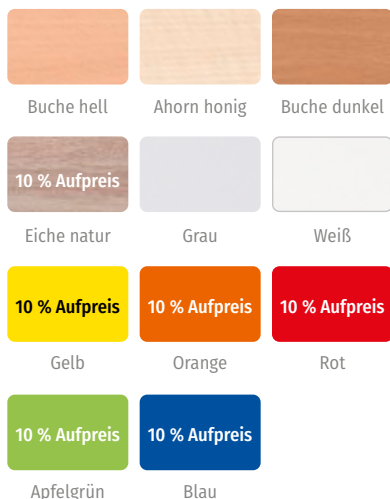 Buche hell Ahorn honig Buche dunkel
10 % Aufpreis
Eiche natur Grau Weiß
10 % Aufpreis 10 % Aufpreis 10 % Aufpreis
Gelb Orange Rot
10 % Aufpreis 10 % Aufpreis
Apfelgrün Blau